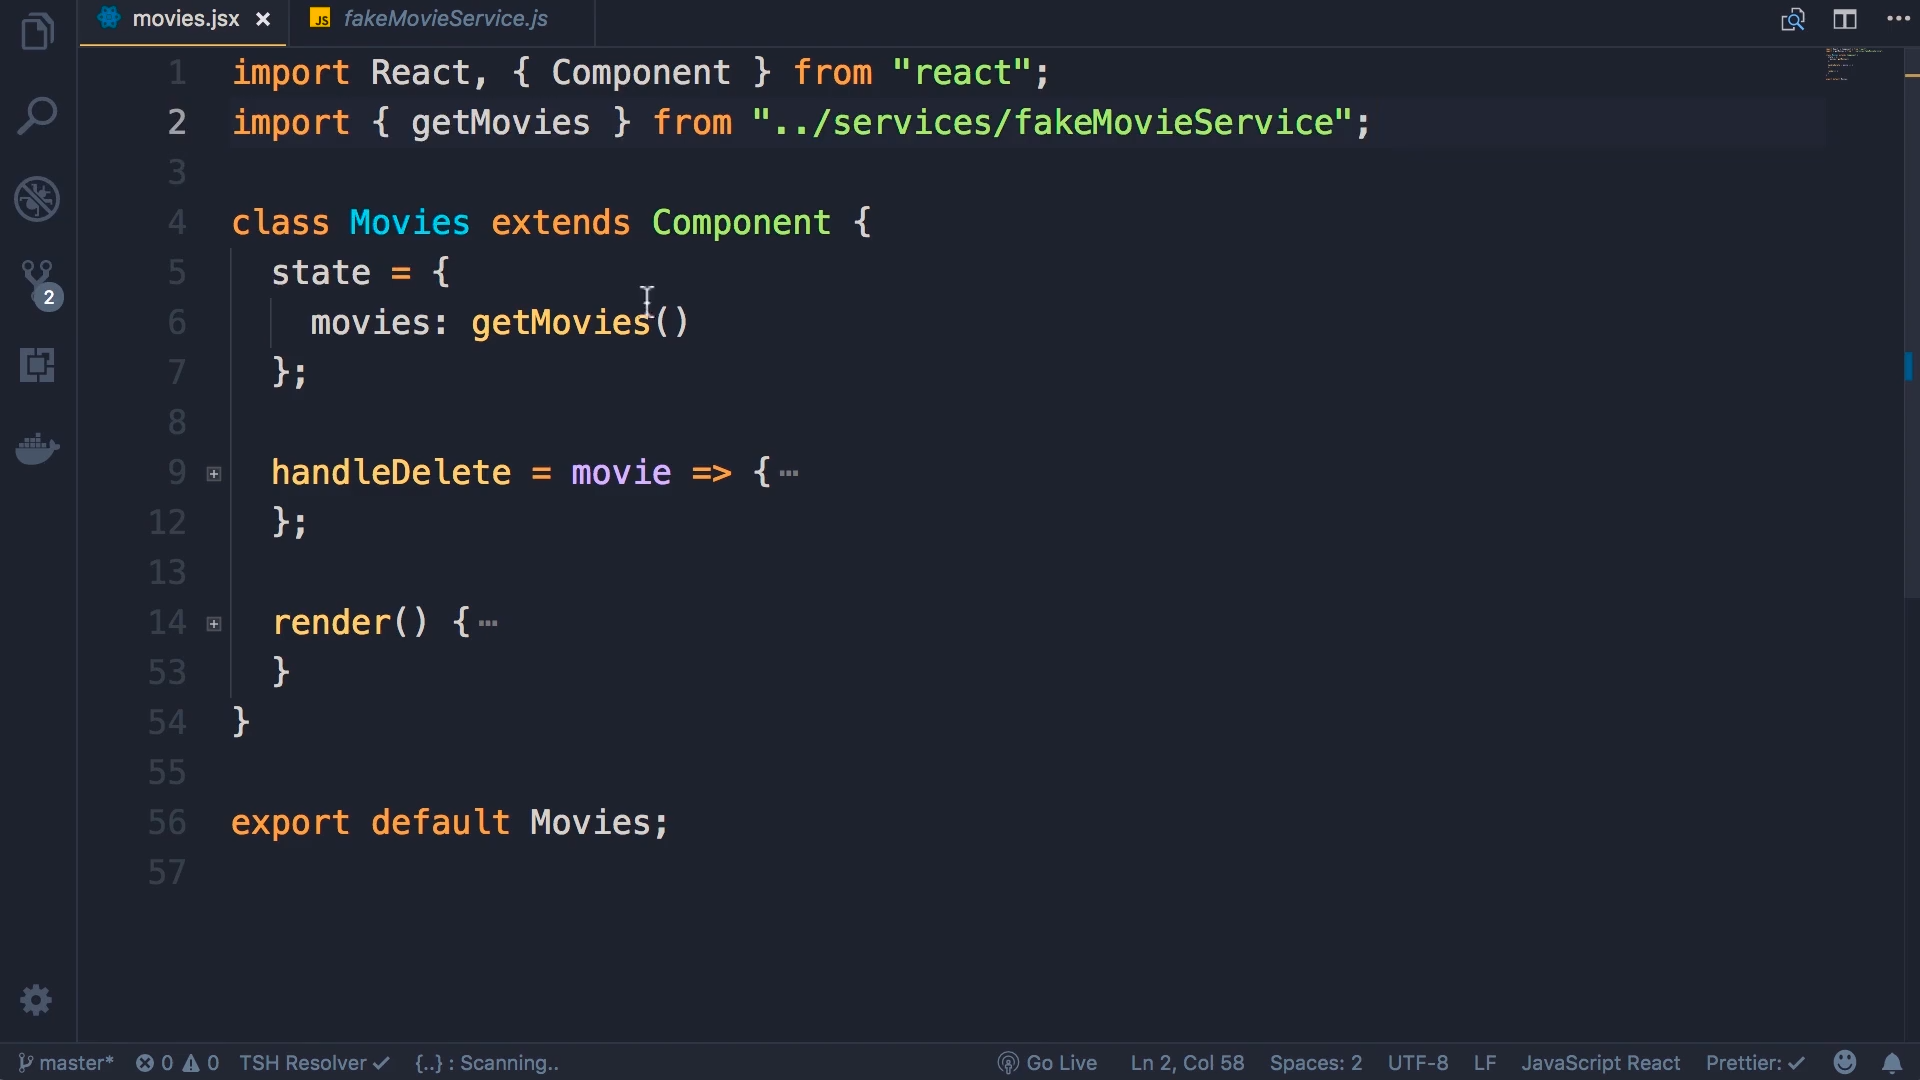 movies.jsx × JS fakeMovieService.js
1 import React, { Component } from "react";
2 import { getMovies } from "../services/fakeMovieService";
3
4 class Movies extends Component {
5 state = {
6 movies: getMovies()
7 };
8
9 handleDelete = movie => {…
12 };
13
14 render() {…
53 }
54 }
55
56 export default Movies;
57
2
master* 0 0 TSH Resolver ✓ {..} : Scanning.. Go Live Ln 2, Col 58 Spaces: 2 UTF-8 LF JavaScript React Prettier: ✓